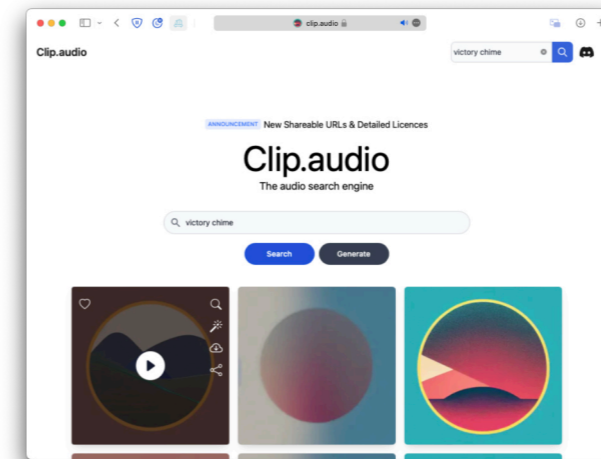 clip.audio
Clip.audio
victory chime
ANNOUNCEMENT New Shareable URLs & Detailed Licences
Clip.audio
The audio search engine
victory chime
Search
Generate